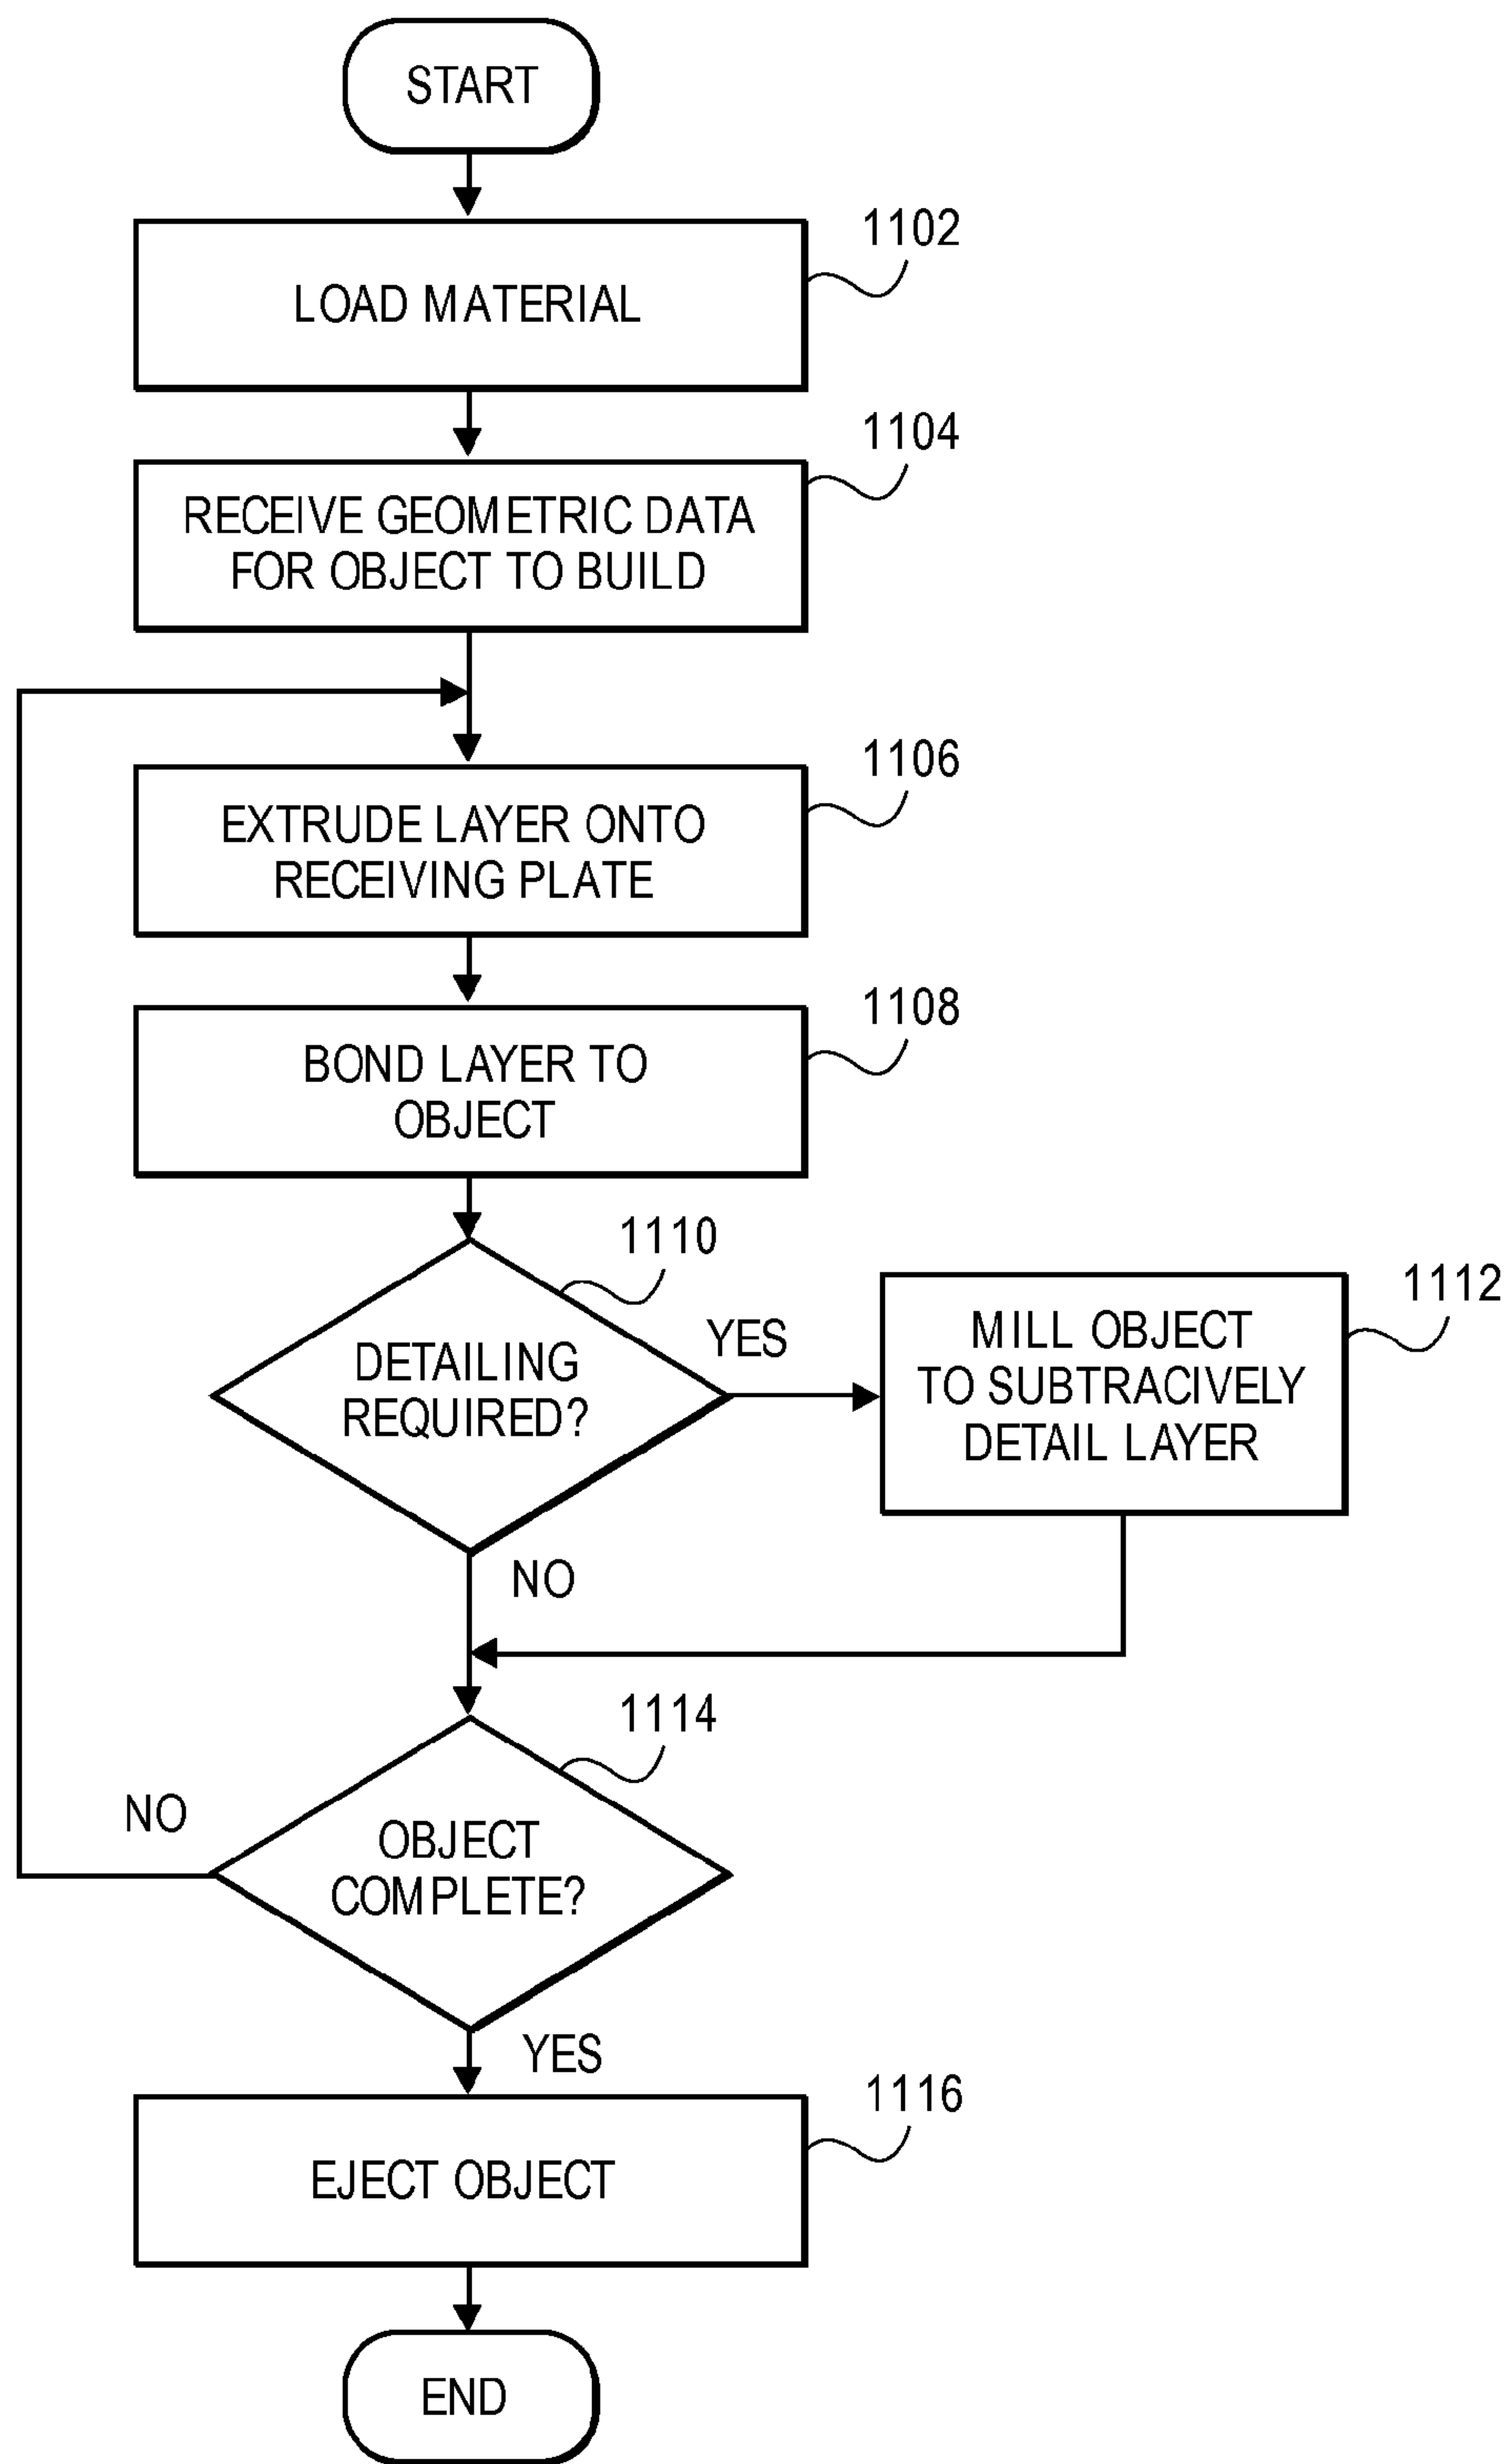 START
1102
LOAD MATERIAL
1104
RECEIVE GEOMETRIC DATA
FOR OBJECT TO BUILD
1106
EXTRUDE LAYER ONTO
RECEIVING PLATE
1108
BOND LAYER TO
OBJECT
1110
DETAILING
REQUIRED?
YES
1112
MILL OBJECT
TO SUBTRACIVELY
DETAIL LAYER
NO
1114
NO
OBJECT
COMPLETE?
YES
1116
EJECT OBJECT
END